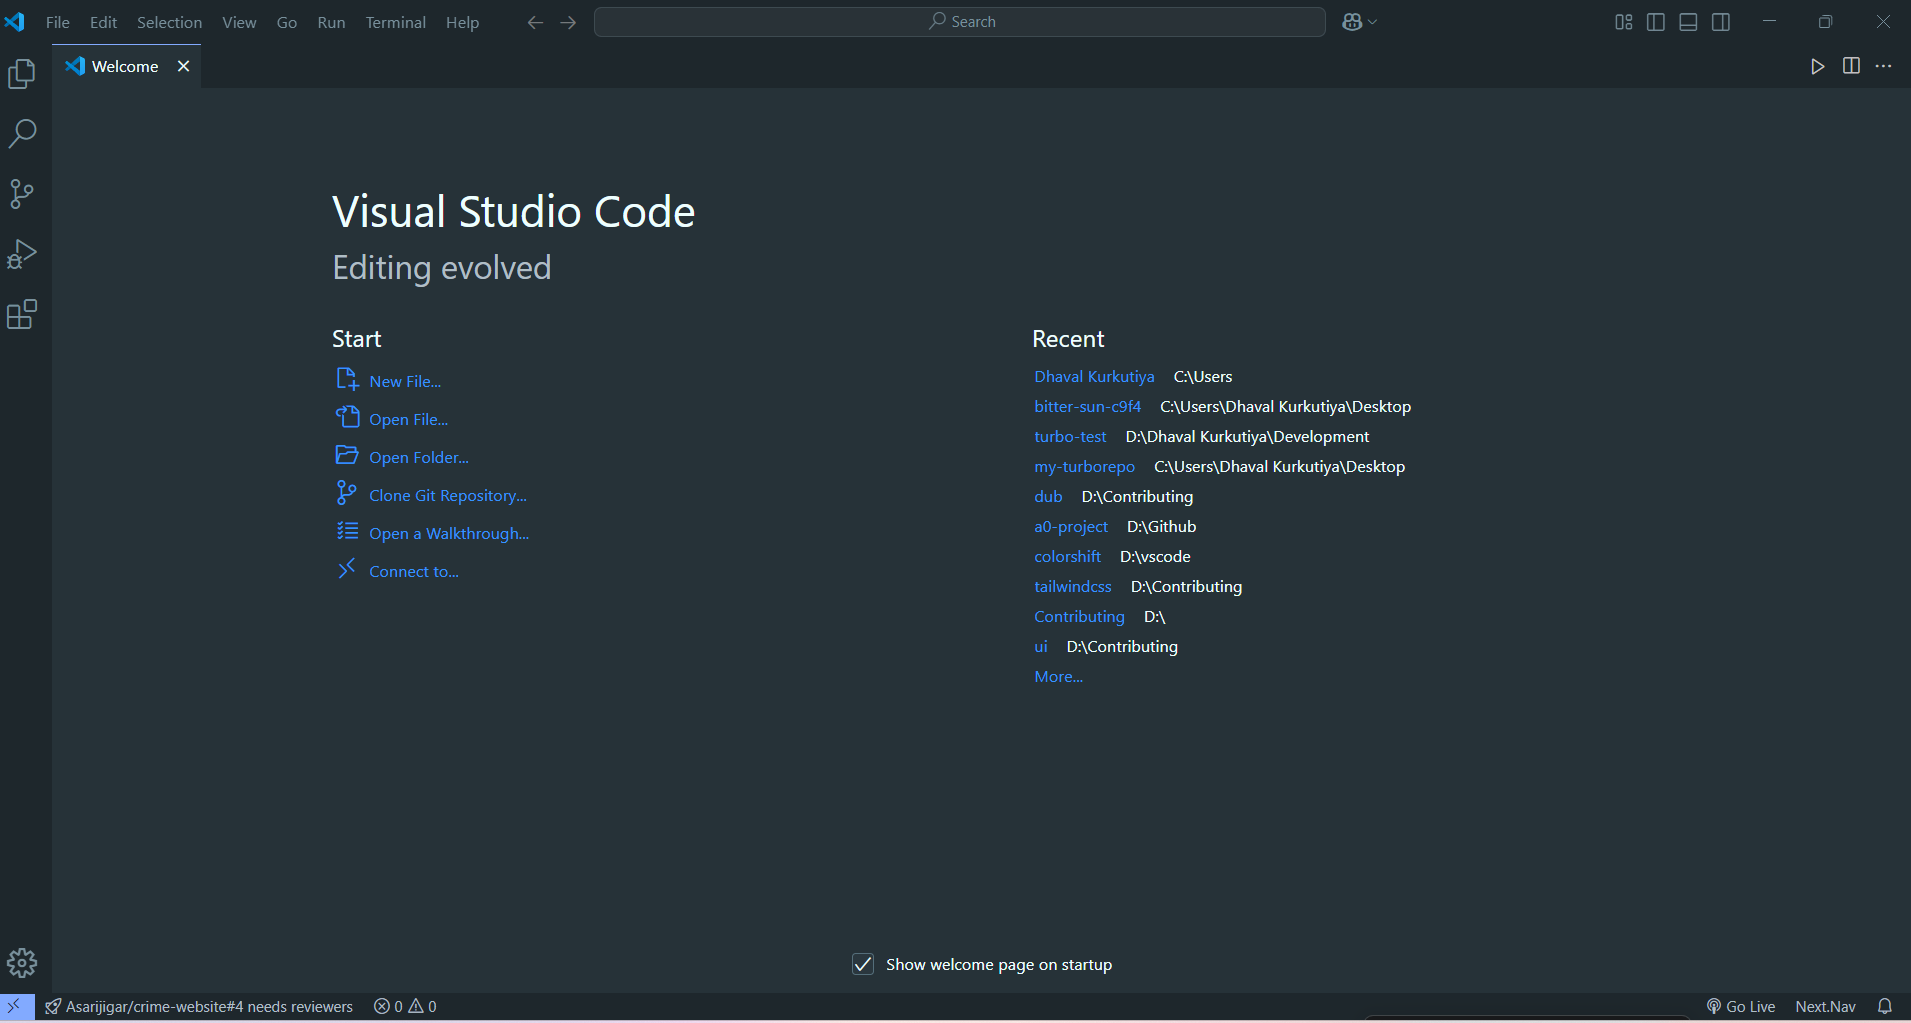 File Edit Selection View Go Run Terminal Help Search
Welcome
Visual Studio Code
Editing evolved
Start
New File...
Open File...
Open Folder...
Clone Git Repository...
Open a Walkthrough...
Connect to...
Recent
Dhaval Kurkutiya C:\Users
bitter-sun-c9f4 C:\Users\Dhaval Kurkutiya\Desktop
turbo-test D:\Dhaval Kurkutiya\Development
my-turborepo C:\Users\Dhaval Kurkutiya\Desktop
dub D:\Contributing
a0-project D:\Github
colorshift D:\vscode
tailwindcss D:\Contributing
Contributing D:\
ui D:\Contributing
More...
Show welcome page on startup
Asarijigar/crime-website#4 needs reviewers 0 0 Go Live Next.Nav